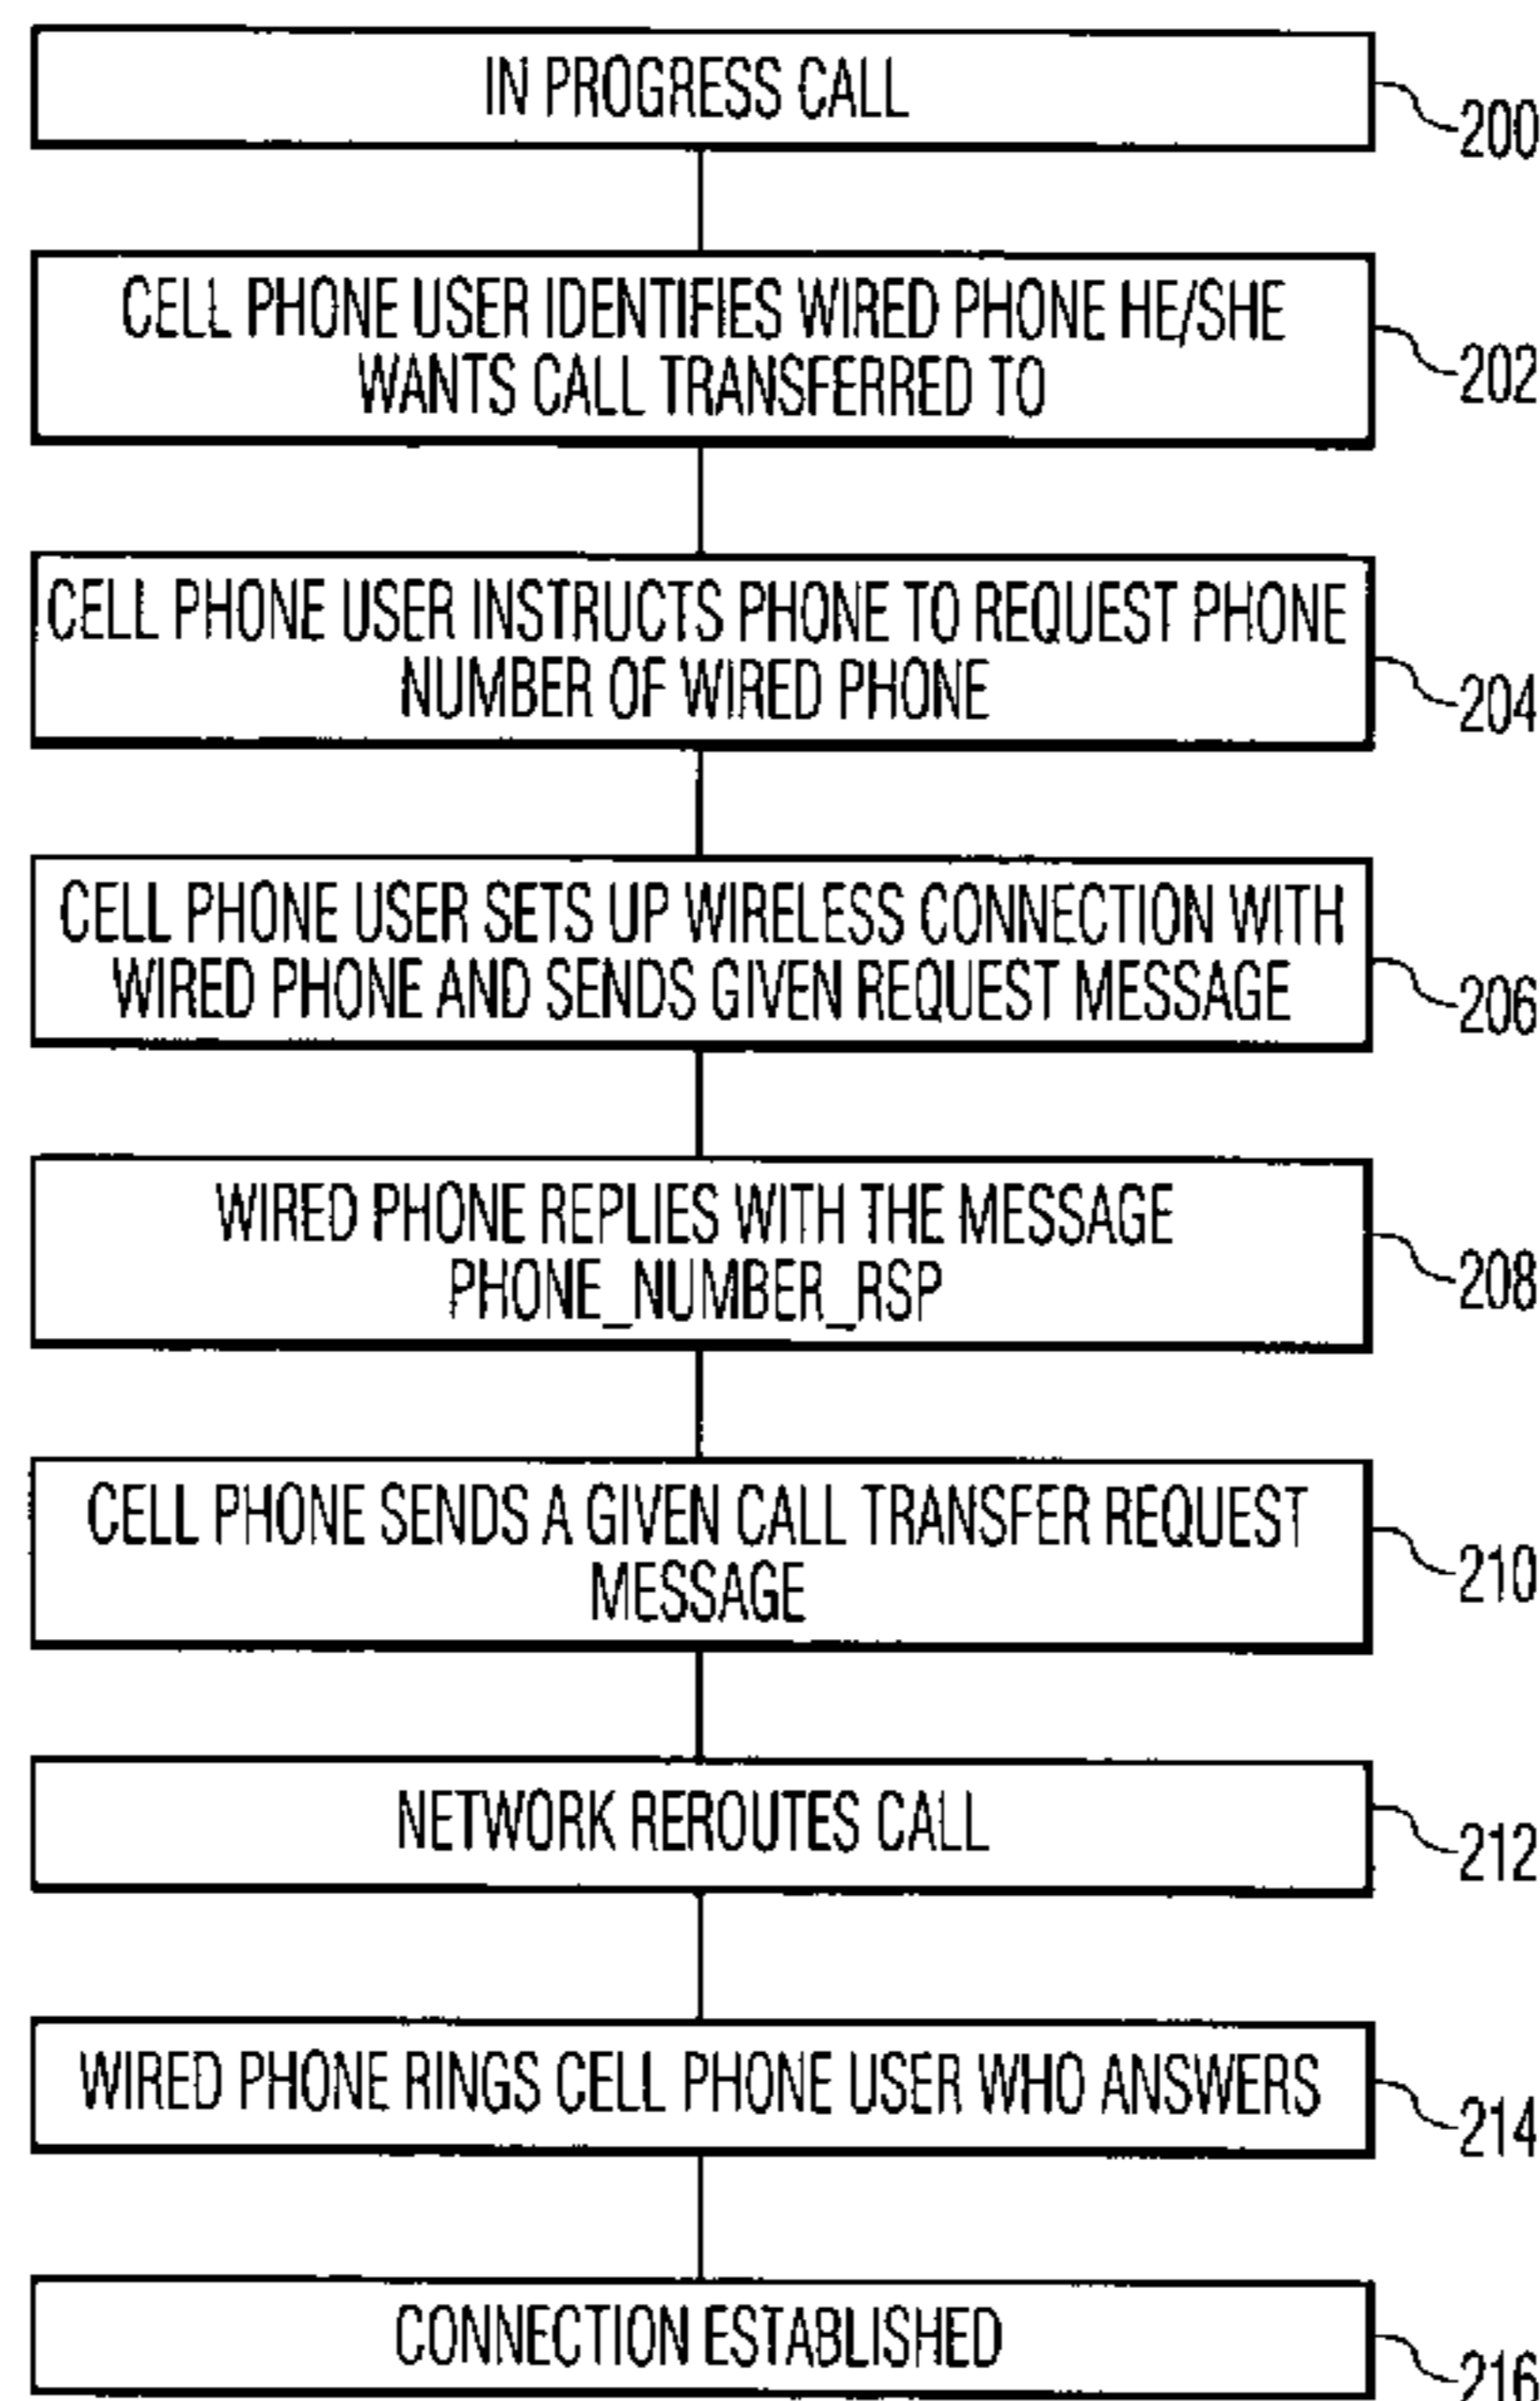 IN PROGRESS CALL
200
CELL PHONE USER IDENTIFIES WIRED PHONE HE/SHE
WANTS CALL TRANSFERRED TO
202
CELL PHONE USER INSTRUCTS PHONE TO REQUEST PHONE
NUMBER OF WIRED PHONE
204
CELL PHONE USER SETS UP WIRELESS CONNECTION WITH
WIRED PHONE AND SENDS GIVEN REQUEST MESSAGE
206
WIRED PHONE REPLIES WITH THE MESSAGE
PHONE_NUMBER_RSP
208
CELL PHONE SENDS A GIVEN CALL TRANSFER REQUEST
MESSAGE
210
NETWORK REROUTES CALL
212
WIRED PHONE RINGS CELL PHONE USER WHO ANSWERS
214
CONNECTION ESTABLISHED
216